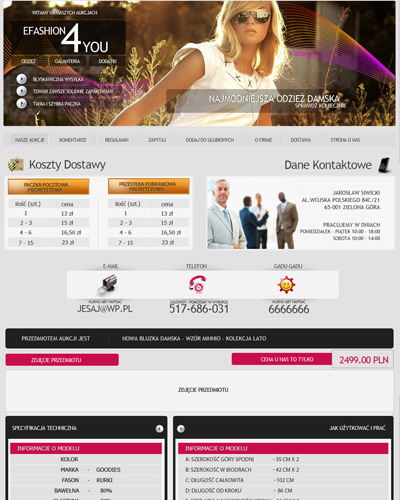 WITAMY NA NASZYCH AUKCJACH
EFASHION 4 YOU
ODZIEŻ GALANTERIA DODATKI
BŁYSKAWICZNA WYSYŁKA
TOWAR ZAWSZE SOLIDNIE ZAPAKOWANY
TANIA I SZYBKA PACZKA
NAJMODNIEJSZA ODZIEŻ DAMSKA
SPRAWDŹ KONIECZNIE
NASZE AUKCJE KOMENTARZE REGULAMIN ZAPYTAJ DODAJ DO ULUBIONYCH O FIRMIE DOSTAWA STRONA O NAS
Koszty Dostawy
Dane Kontaktowe
PACZKA POCZTOWA
PRIORYTETOWA
PRZESYŁKA POBRANIOWA
PRIORYTETOWA
ilość (szt.) cena ilość (szt.) cena
1 13 zł 1 13 zł
2 - 3 15 zł 2 - 3 15 zł
4 - 6 16,50 zł 4 - 6 16,50 zł
7 - 15 23 zł 7 - 15 23 zł
JAROSŁAW SIWICKI
AL.WOJSKA POLSKIEGO 84C/21
65-001 ZIELONA GÓRA
PRACUJEMY W DNIACH
PONIEDZIAŁEK - PIĄTEK 10:00 - 18:00
SOBOTA 10:00 - 14:00
E-MAIL TELEFON GADU GADU
KLIKNIJ ABY NAPISAĆ
JESAJ@WP.PL
517-686-031
KLIKNIJ ABY NAPISAĆ
6666666
PRZEDMIOTEM AUKCJI JEST NOWA BLUZKA DAMSKA - WZÓR MIHIRO - KOLEKCJA LATO
ZDJĘCIE PRZEDMIOTU
CENA U NAS TO TYLKO 2499.00 PLN
ZDJĘCIE PRZEDMIOTU
SPECYFIKACJA TECHNICZNA
JAK UŻYTKOWAĆ I PRAĆ
INFORMACJE O MODELU
KOLOR
MARKA - GOODIES
FASON - RURKI
BAWEŁNA - 80%
INFORMACJE O MODELU
A: SZEROKOŚĆ GÓRY SPODNI - 35 CM X 2
B: SZEROKOŚĆ W BIODRACH - 42 CM X 2
C: DŁUGOŚĆ CAŁKOWITA -102 CM
D: DŁUGOŚĆ OD KROKU - 86 CM